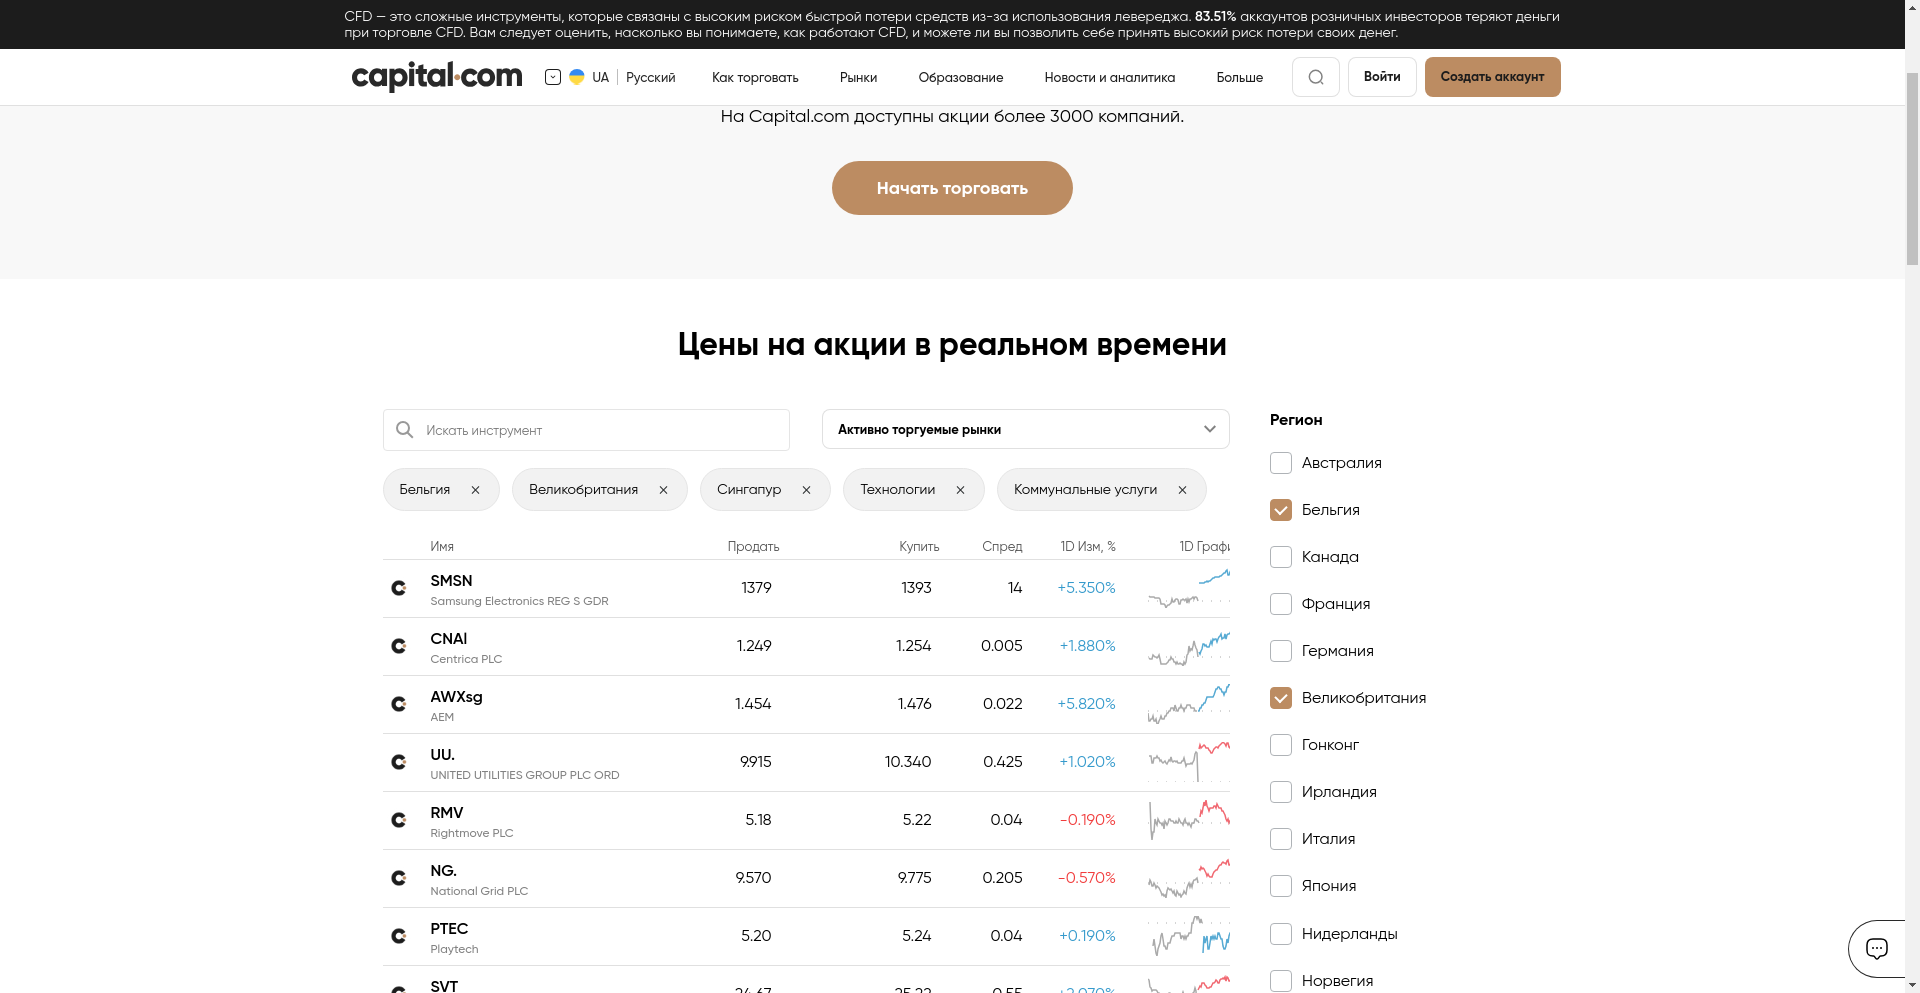 CFD — это сложные инструменты, которые связаны с высоким риском быстрой потери средств из-за использования левереджа. 83.51% аккаунтов розничных инвесторов теряют деньги
при торговле CFD. Вам следует оценить, насколько вы понимаете, как работают CFD, и можете ли вы позволить себе принять высокий риск потери своих денег.
capital.com UA Русский Как торговать Рынки Образование Новости и аналитика Больше Войти Создать аккаунт
На Capital.com доступны акции более 3000 компаний.
Начать торговать
Цены на акции в реальном времени
Искать инструмент
Активно торгуемые рынки
Бельгия × Великобритания × Сингапур × Технологии × Коммунальные услуги ×
Имя Продать Купить Спред 1D Изм, % 1D Графи
SMSN 1379 1393 14 +5.350%
Samsung Electronics REG S GDR
CNAl 1.249 1.254 0.005 +1.880%
Centrica PLC
AWXsg 1.454 1.476 0.022 +5.820%
AEM
UU. 9.915 10.340 0.425 +1.020%
UNITED UTILITIES GROUP PLC ORD
RMV 5.18 5.22 0.04 -0.190%
Rightmove PLC
NG. 9.570 9.775 0.205 -0.570%
National Grid PLC
PTEC 5.20 5.24 0.04 +0.190%
Playtech
SVT 24.67 25.22 0.55 +2.070%
Регион
Австралия
Бельгия
Канада
Франция
Германия
Великобритания
Гонконг
Ирландия
Италия
Япония
Нидерланды
Норвегия